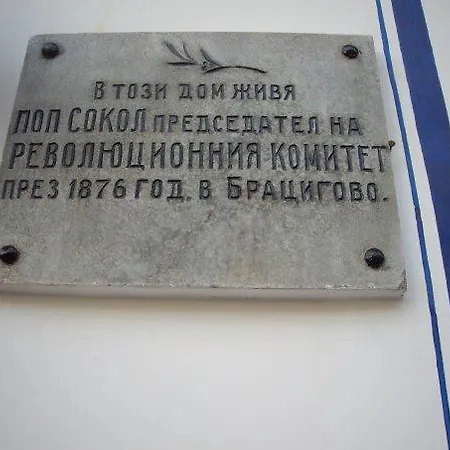 В този дом живя
поп Сокол председател на
революционния комитет
през 1876 год. в Брацигово.